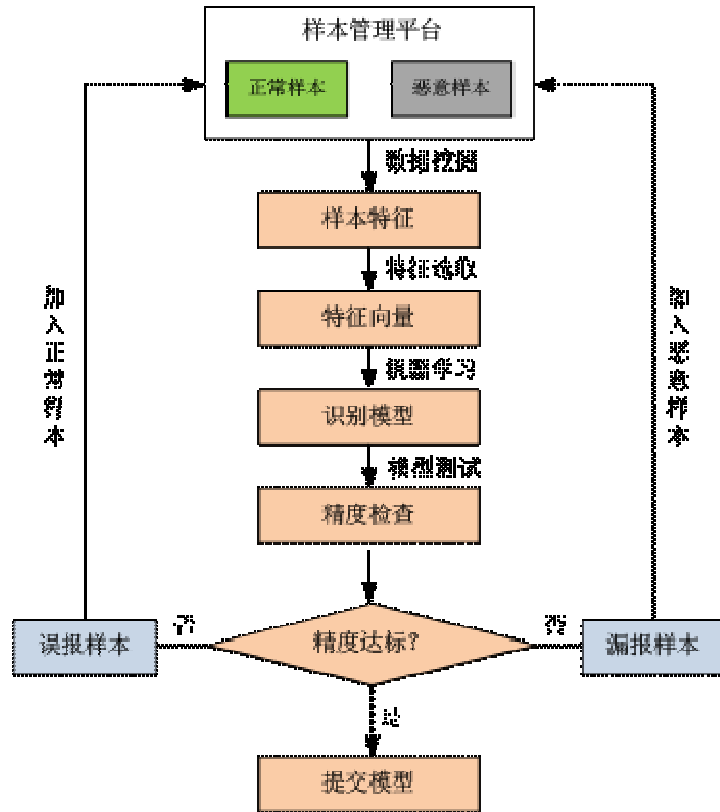 样本管理平台
正常样本
恶意样本
数据挖掘
样本特征
特征选取
特征向量
机器学习
识别模型
模型测试
精度检查
加入正常样本
加入恶意样本
误报样本
否
精度达标?
否
漏报样本
是
提交模型